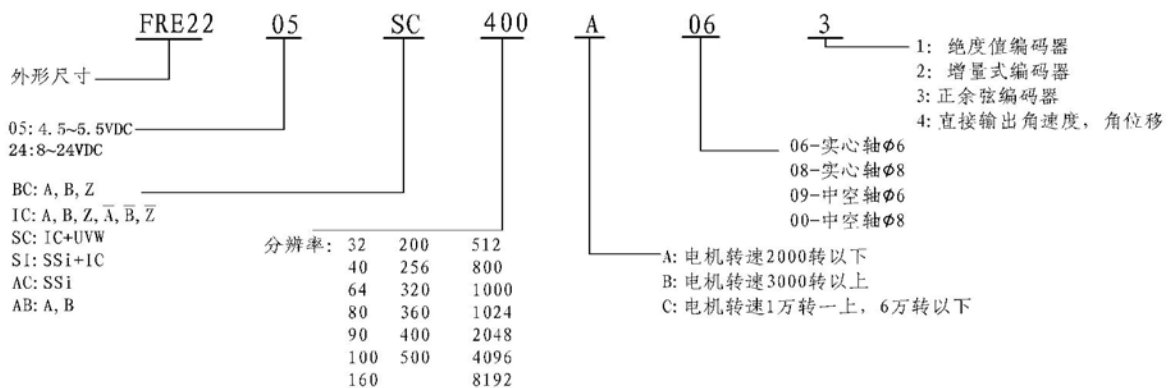 FRE22 05 SC 400 A 06 3
外形尺寸
05: 4.5~5.5VDC
24:8~24VDC
BC: A, B, Z
IC: A, B, Z, A̅, B̅, Z̅
SC: IC+UVW
SI: SSi+IC
AC: SSi
AB: A, B
分辨率: 32 200 512
40 256 800
64 320 1000
80 360 1024
90 400 2048
100 500 4096
160 8192
A: 电机转速2000转以下
B: 电机转速3000转以上
C: 电机转速1万转一上，6万转以下
06-实心轴φ6
08-实心轴φ8
09-中空轴φ6
00-中空轴φ8
1: 绝度值编码器
2: 增量式编码器
3: 正余弦编码器
4: 直接输出角速度，角位移